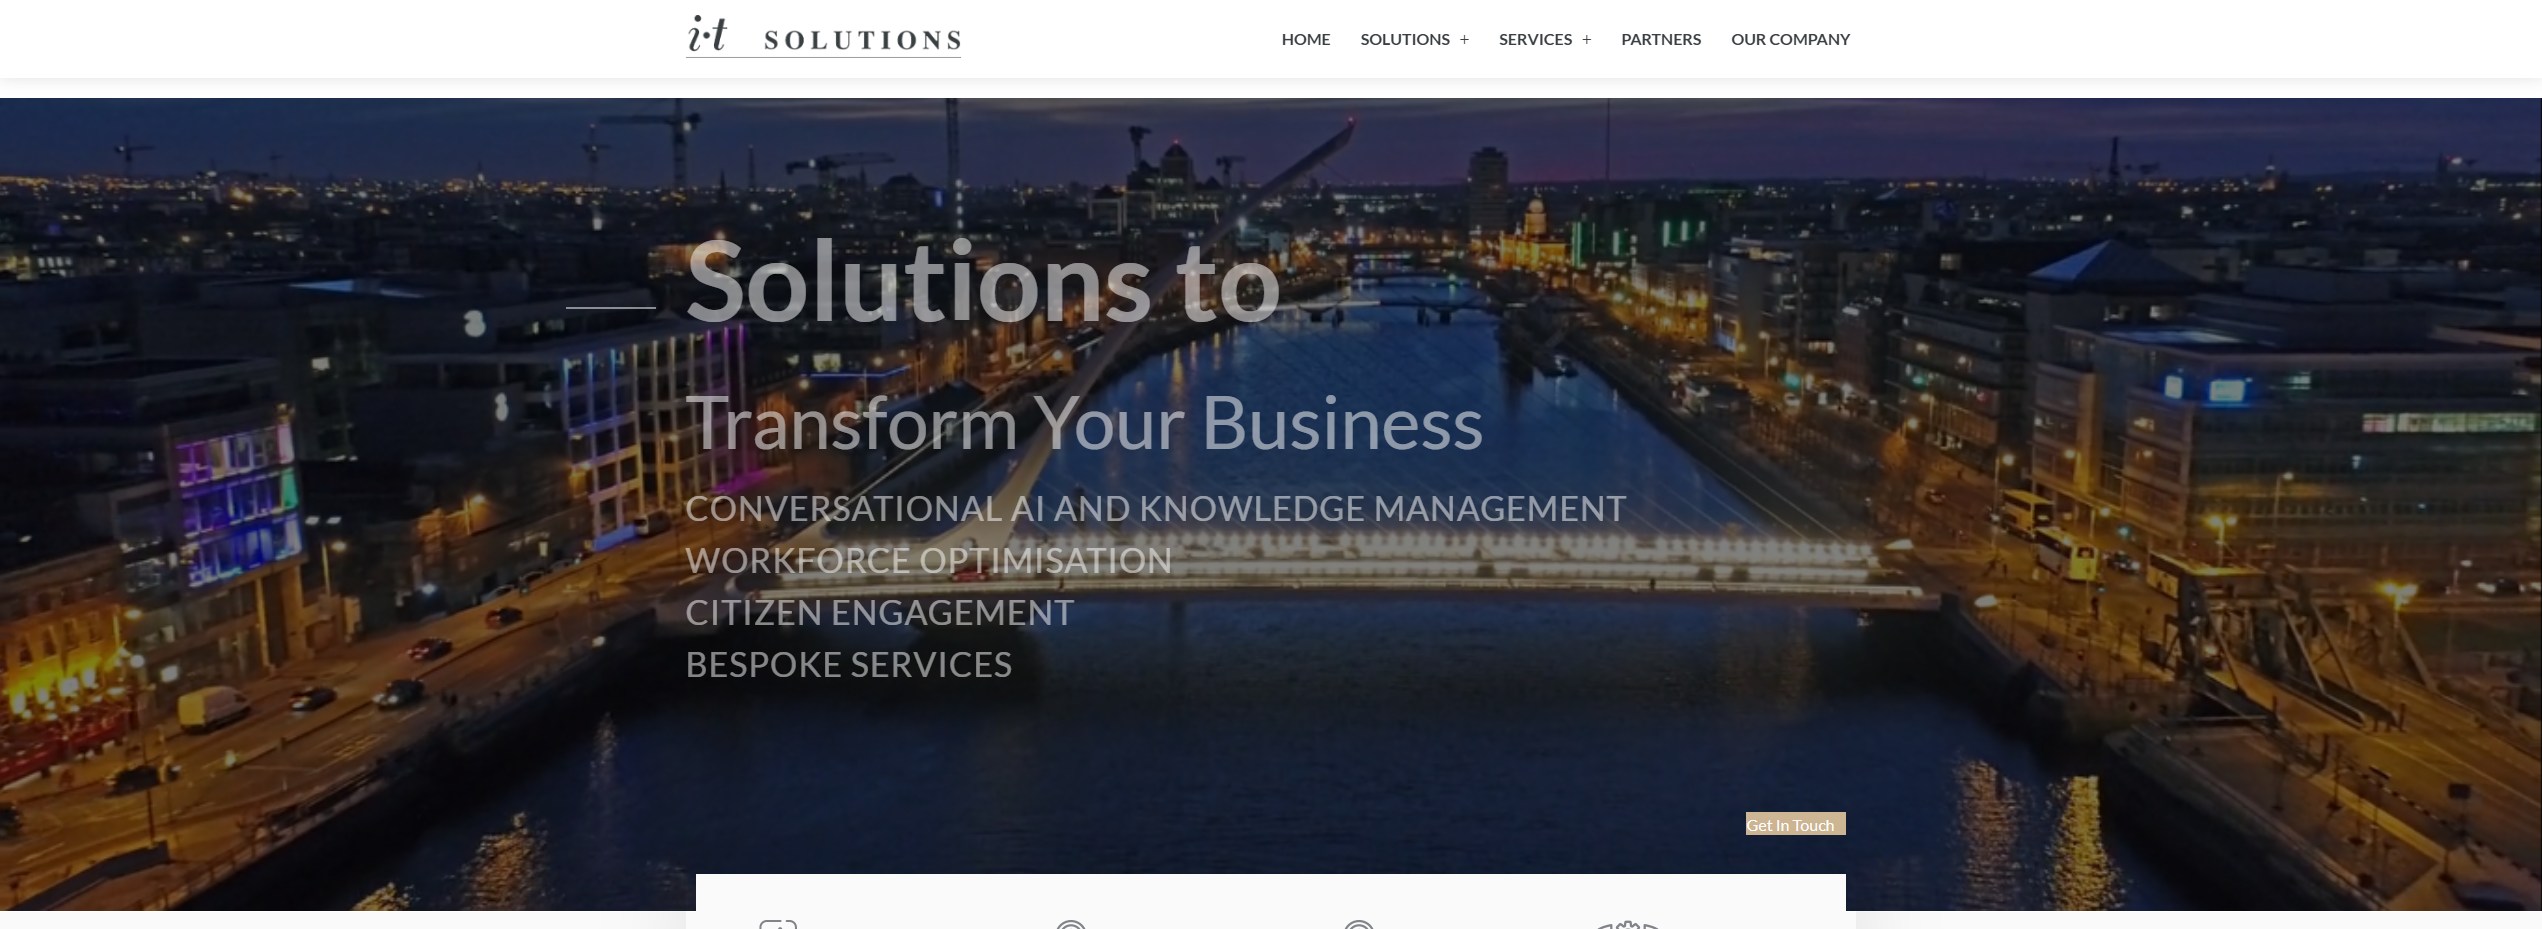 i·t SOLUTIONS
HOME SOLUTIONS + SERVICES + PARTNERS OUR COMPANY
Solutions to
Transform Your Business
CONVERSATIONAL AI AND KNOWLEDGE MANAGEMENT
WORKFORCE OPTIMISATION
CITIZEN ENGAGEMENT
BESPOKE SERVICES
Get In Touch